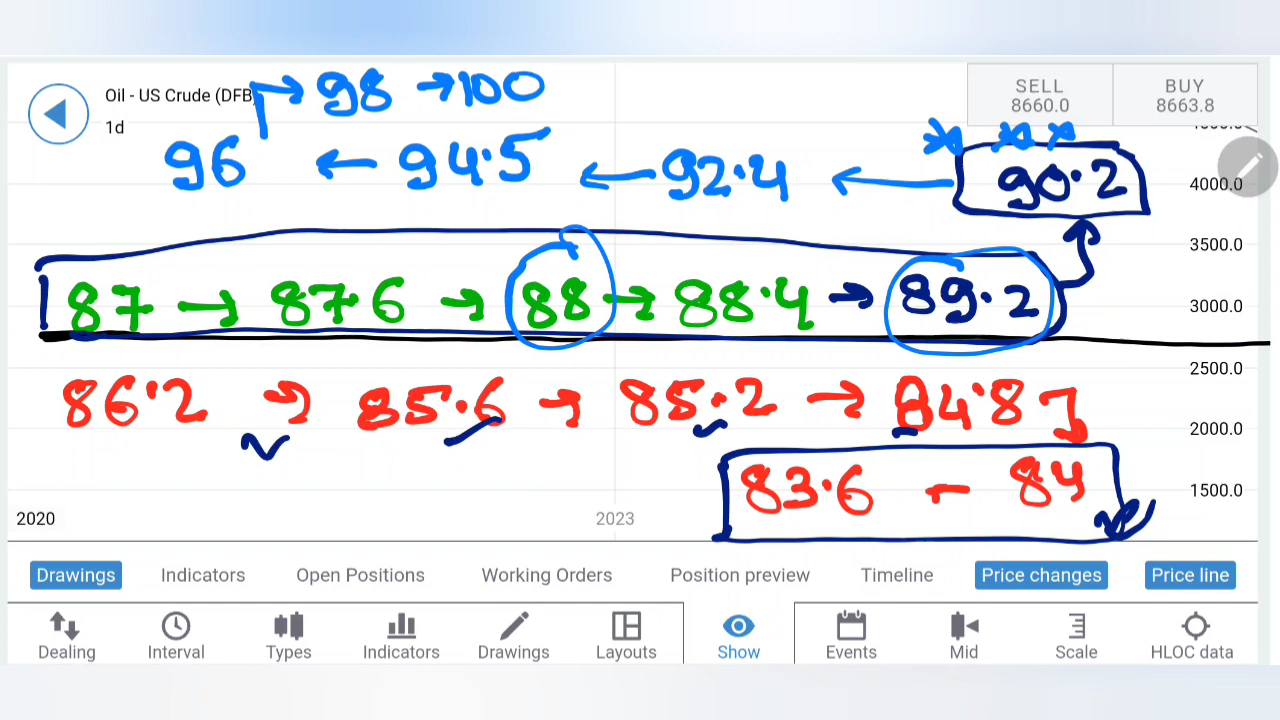 Oil - US Crude (DFB
1d
SELL
8660.0
BUY
8663.8
→ 98 → 100
96 ← 94.5 ← 92.4 ← 90.2
4000.0
3500.0
87 → 87.6 → 88 → 88.4 → 89.2
3000.0
2500.0
86.2 → 85.6 → 85.2 → 84.8
2000.0
83.6 - 84
1500.0
2020
2023
Drawings Indicators Open Positions Working Orders Position preview Timeline Price changes Price line
Dealing Interval Types Indicators Drawings Layouts Show Events Mid Scale HLOC data